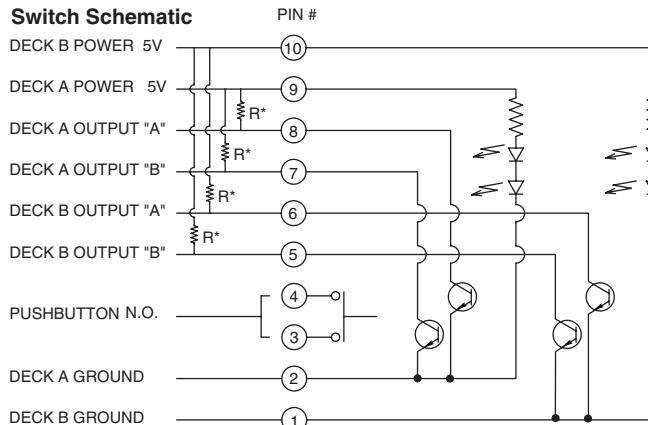 Switch Schematic
PIN #
DECK B POWER 5V 10
DECK A POWER 5V 9
R*
DECK A OUTPUT "A" 8
R*
DECK A OUTPUT "B" 7
R*
DECK B OUTPUT "A" 6
R*
DECK B OUTPUT "B" 5
4
PUSHBUTTON N.O.
3
DECK A GROUND 2
DECK B GROUND 1